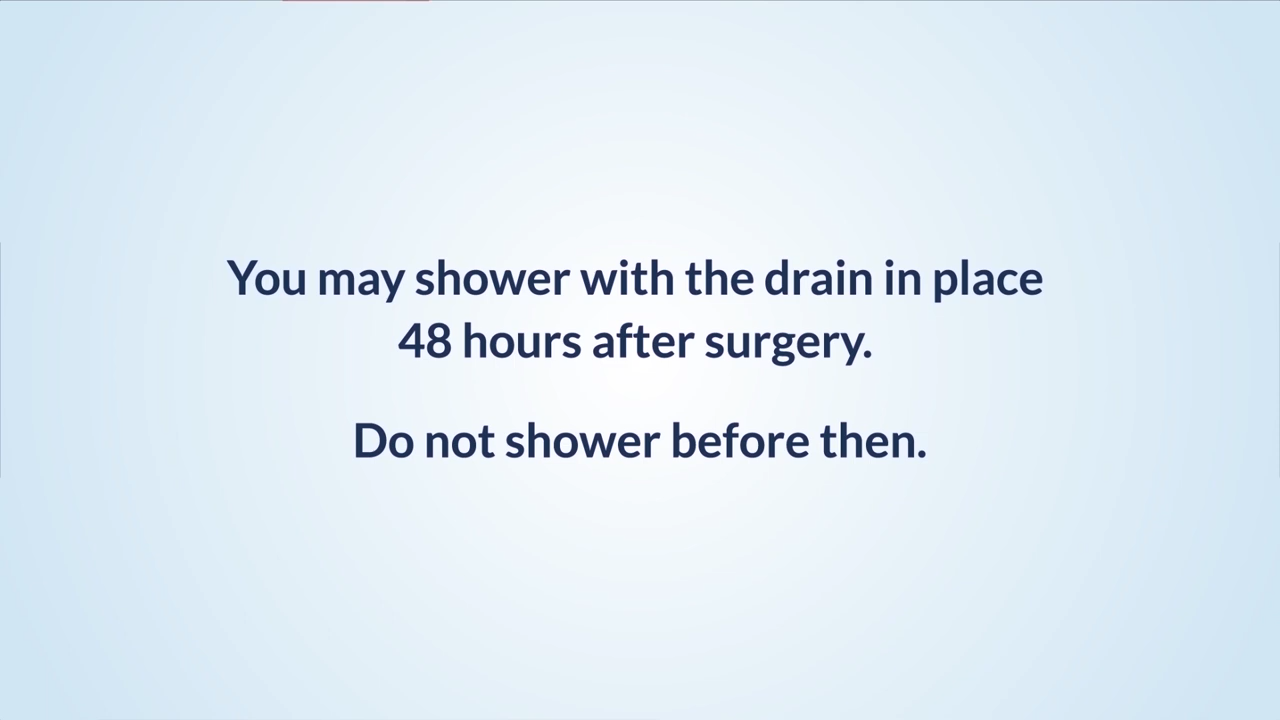 You may shower with the drain in place
48 hours after surgery.
Do not shower before then.